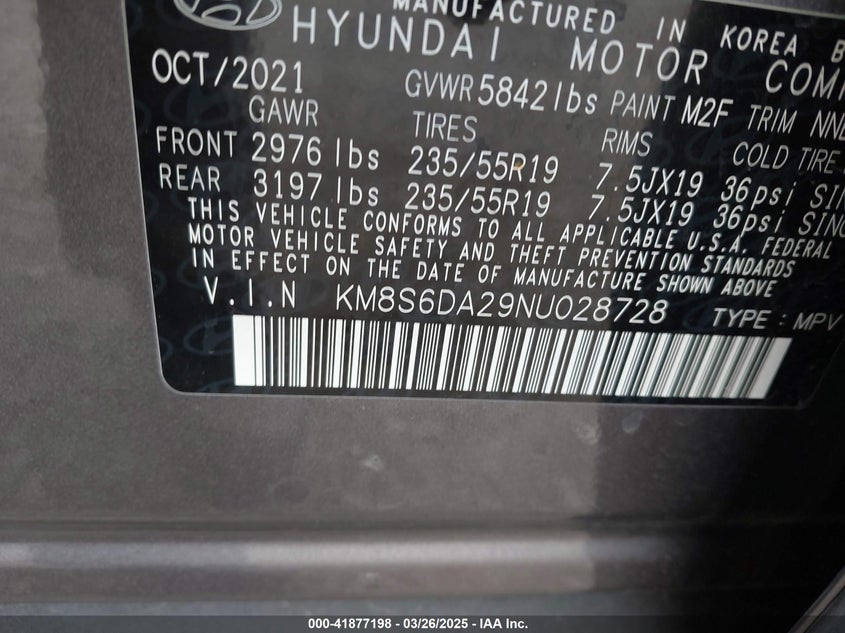 MANUFACTURED IN KOREA
HYUNDAI MOTOR
OCT/2021 GVWR 5842 lbs PAINT M2F TRIM
GAWR TIRES RIMS COLD TIRE
FRONT 2976 lbs 235/55R19 7.5JX19 36psi
REAR 3197 lbs 235/55R19 7.5JX19 36psi
THIS VEHICLE CONFORMS TO ALL APPLICABLE U.S.A. FEDERAL
MOTOR VEHICLE SAFETY AND THEFT PREVENTION STANDARDS
IN EFFECT ON THE DATE OF MANUFACTURE SHOWN ABOVE
V.I.N KM8S6DA29NU028728 TYPE : MPV
000-41877198 - 03/26/2025 - IAA Inc.